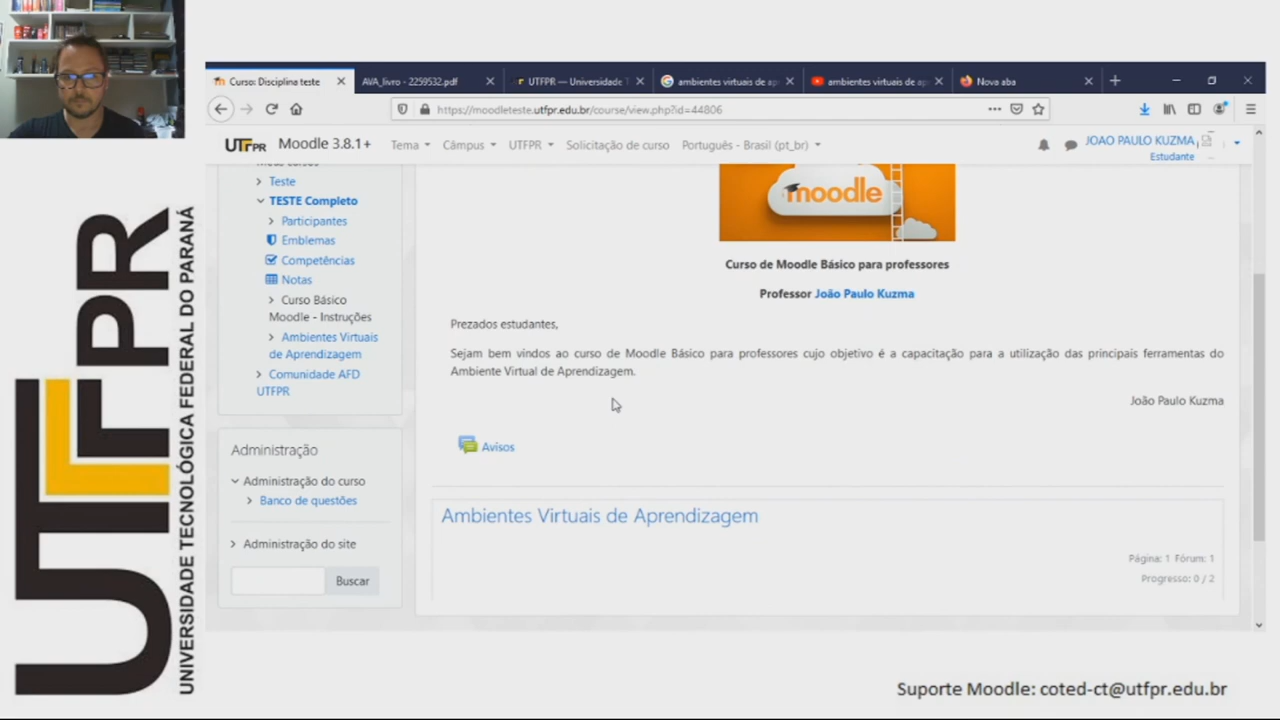 Curso: Disciplina teste
AVA_livro - 2259532.pdf
UTFPR — Universidade T
ambientes virtuais de ap
ambientes virtuais de ap
Nova aba
https://moodleteste.utfpr.edu.br/course/view.php?id=44806
UTFPR Moodle 3.8.1+ Tema Câmpus UTFPR Solicitação de curso Português - Brasil (pt_br)
JOAO PAULO KUZMA
Estudante
Teste
TESTE Completo
Participantes
Emblemas
Competências
Notas
Curso Básico
Moodle - Instruções
Ambientes Virtuais
de Aprendizagem
Comunidade AFD
UTFPR
Administração
Administração do curso
Banco de questões
Administração do site
Buscar
moodle
Curso de Moodle Básico para professores
Professor João Paulo Kuzma
Prezados estudantes,
Sejam bem vindos ao curso de Moodle Básico para professores cujo objetivo é a capacitação para a utilização das principais ferramentas do
Ambiente Virtual de Aprendizagem.
João Paulo Kuzma
Avisos
Ambientes Virtuais de Aprendizagem
Página: 1 Fórum: 1
Progresso: 0 / 2
UTFPR
UNIVERSIDADE TECNOLÓGICA FEDERAL DO PARANÁ
Suporte Moodle: coted-ct@utfpr.edu.br